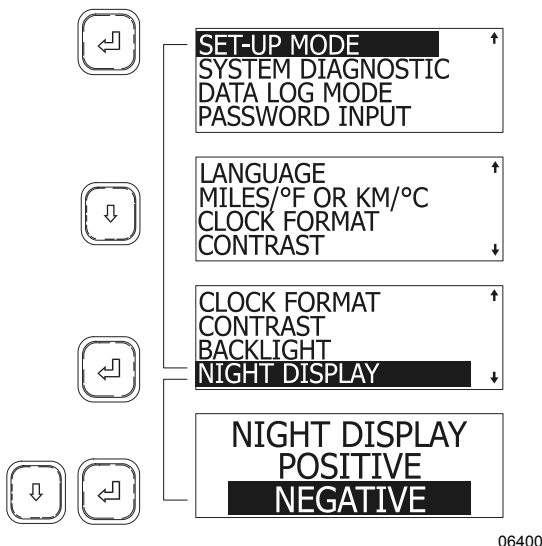 SET-UP MODE
SYSTEM DIAGNOSTIC
DATA LOG MODE
PASSWORD INPUT
LANGUAGE
MILES/°F OR KM/°C
CLOCK FORMAT
CONTRAST
CLOCK FORMAT
CONTRAST
BACKLIGHT
NIGHT DISPLAY
NIGHT DISPLAY
POSITIVE
NEGATIVE
06400